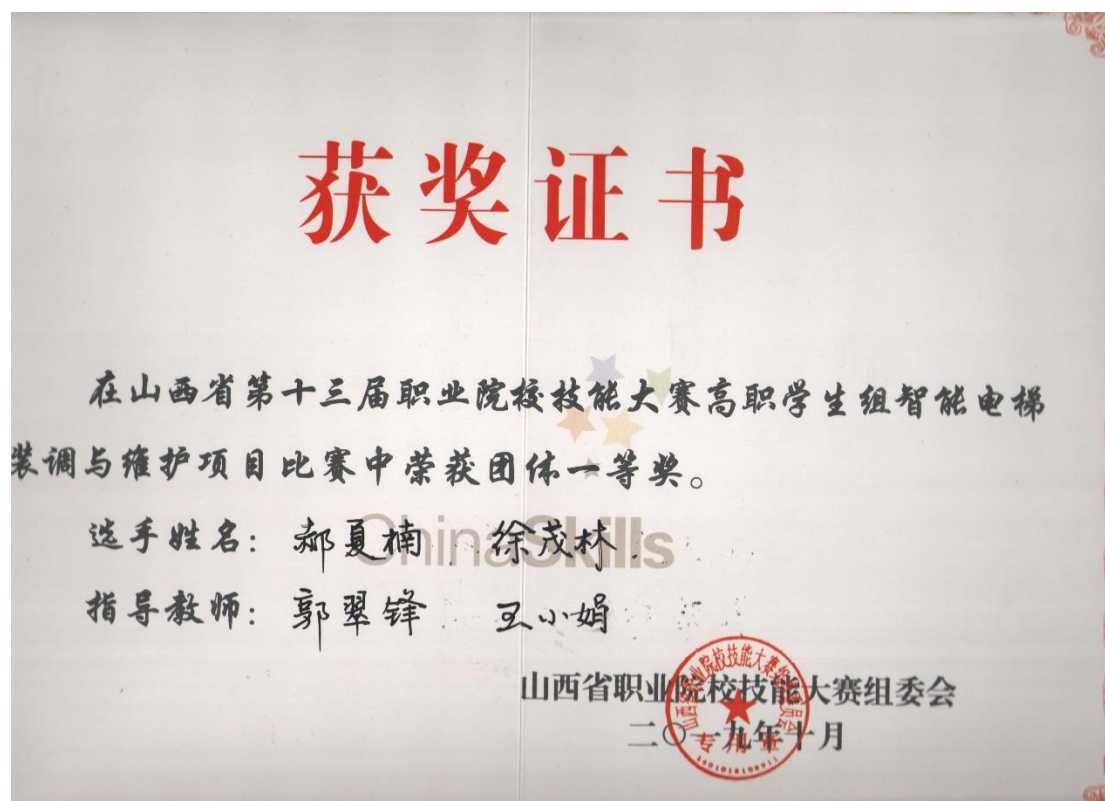 获奖证书
在山西省第十三届职业院校技能大赛高职学生组智能电梯
装调与维护项目比赛中荣获团体一等奖。
ChinaSkills
选手姓名: 郝夏楠 徐茂林
指导教师: 郭翠锋 王小娟
山西省职业院校技能大赛组委会
二〇一九年十月
专用章